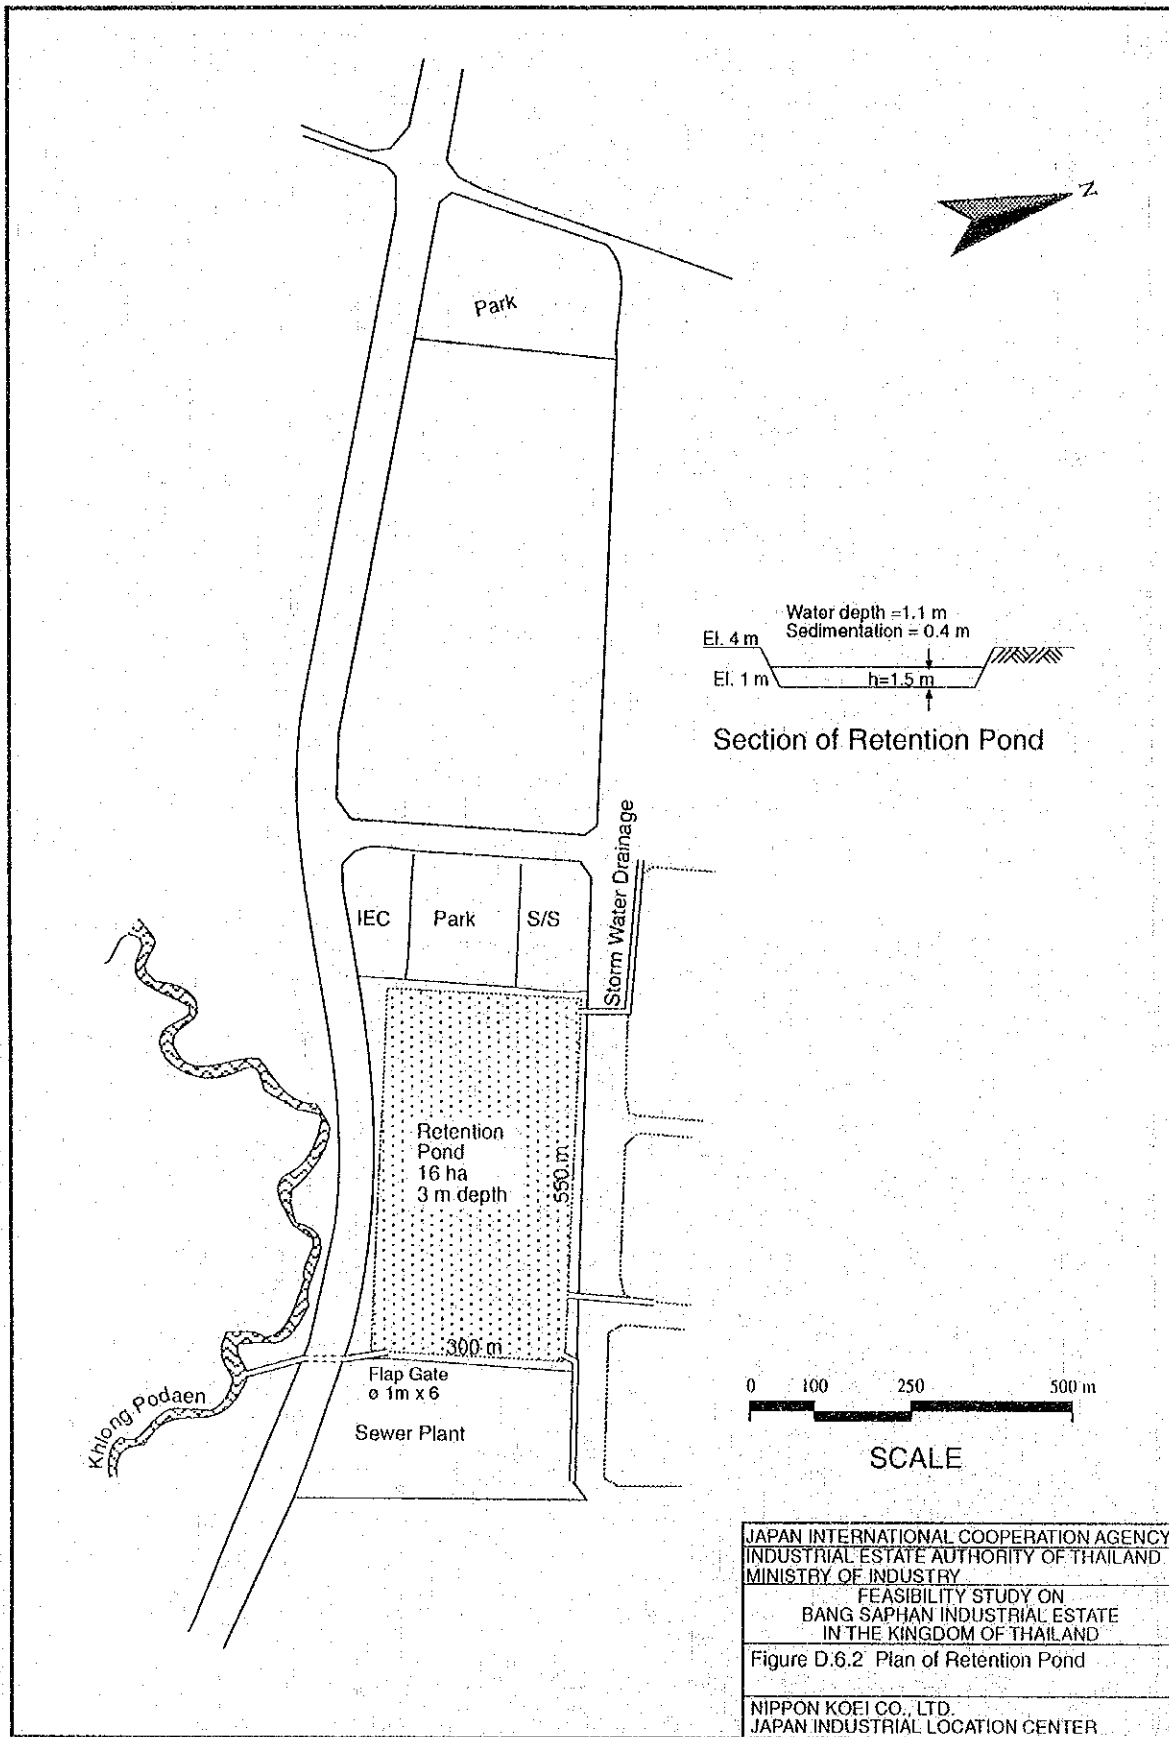 N
Park
Water depth =1.1 m
Sedimentation = 0.4 m
El. 4 m
El. 1 m
h=1.5 m
Section of Retention Pond
Storm Water Drainage
IEC
Park
S/S
Retention
Pond
16 ha
3 m depth
550 m
300 m
Flap Gate
ø 1m x 6
Khlong Podaen
Sewer Plant
0 100 250 500 m
SCALE
JAPAN INTERNATIONAL COOPERATION AGENCY
INDUSTRIAL ESTATE AUTHORITY OF THAILAND
MINISTRY OF INDUSTRY
FEASIBILITY STUDY ON
BANG SAPHAN INDUSTRIAL ESTATE
IN THE KINGDOM OF THAILAND
Figure D.6.2 Plan of Retention Pond
NIPPON KOEI CO., LTD.
JAPAN INDUSTRIAL LOCATION CENTER